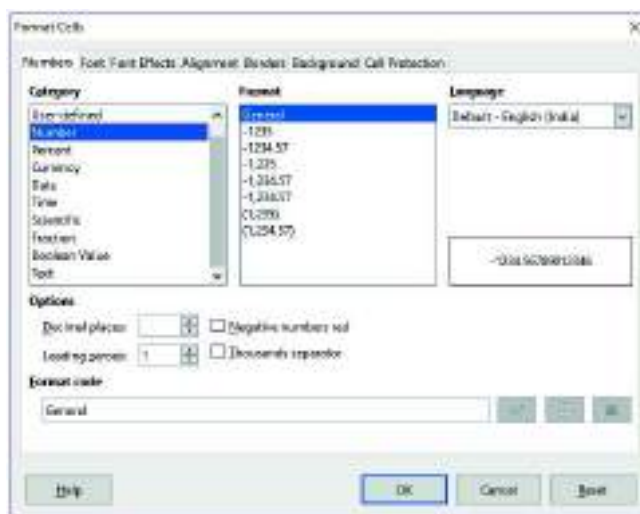 Format Cells
Numbers Font Font Effects Alignment Borders Background Cell Protection
Category
User-defined
Number
Percent
Currency
Date
Time
Scientific
Fraction
Boolean Value
Text
Format
General
-1235
-1234.57
-1,235
-1,234.57
-1,234.57
(1,235)
(1,234.57)
Language
Default - English (India)
-1234.56789012346
Options
Decimal places:
Negative numbers red
Leading zeroes: 1
Thousands separator
Format code
General
Help
OK
Cancel
Reset